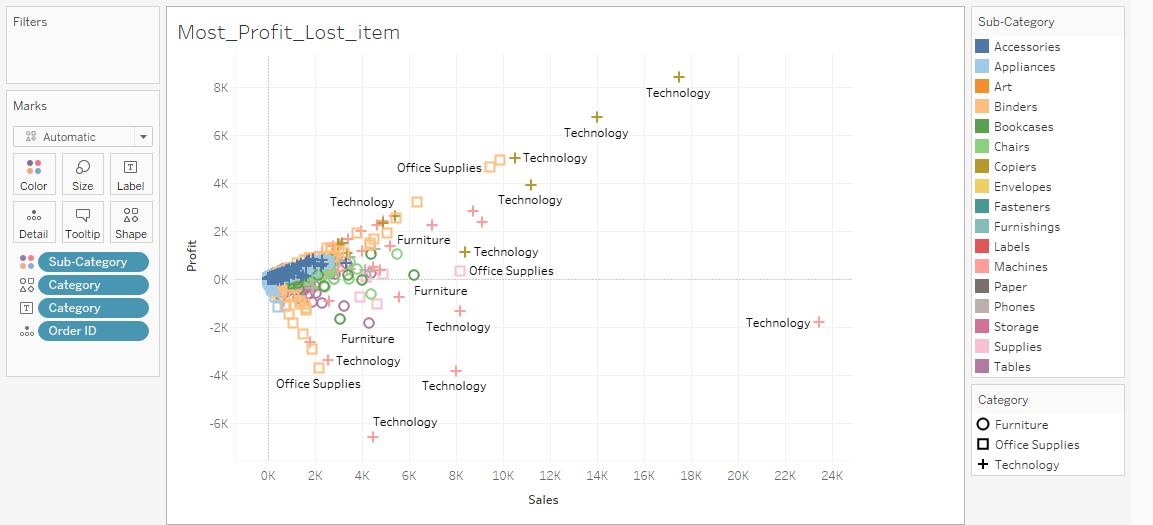 Filters
Marks
Automatic
Color
Size
Label
Detail
Tooltip
Shape
Sub-Category
Category
Category
Order ID
Most_Profit_Lost_item
Profit
8K
6K
4K
2K
0K
-2K
-4K
-6K
Technology
Technology
Technology
Office Supplies
Technology
Technology
Furniture
Technology
Office Supplies
Furniture
Technology
Technology
Furniture
Technology
Office Supplies
Technology
Technology
0K 2K 4K 6K 8K 10K 12K 14K 16K 18K 20K 22K 24K
Sales
Sub-Category
Accessories
Appliances
Art
Binders
Bookcases
Chairs
Copiers
Envelopes
Fasteners
Furnishings
Labels
Machines
Paper
Phones
Storage
Supplies
Tables
Category
Furniture
Office Supplies
Technology